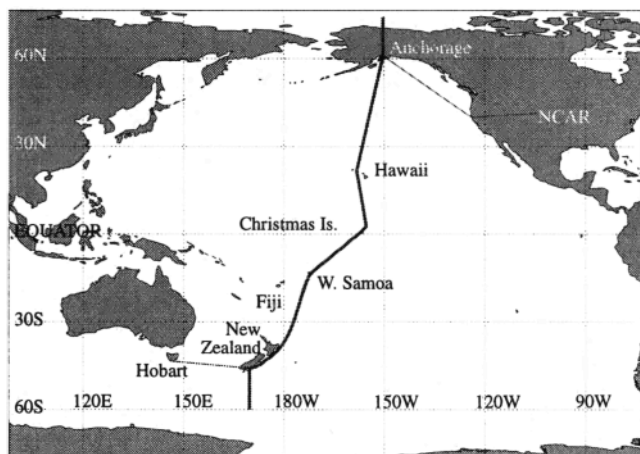 60N
Anchorage
NCAR
30N
Hawaii
Christmas Is.
EQUATOR
W. Samoa
Fiji
30S
New
Zealand
Hobart
60S
120E
150E
180W
150W
120W
90W